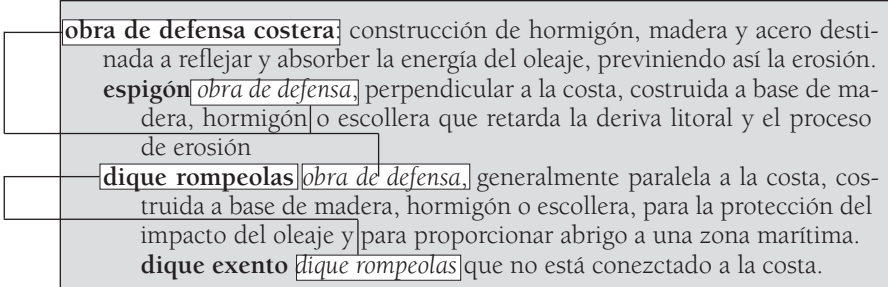 obra de defensa costera: construcción de hormigón, madera y acero desti-
nada a reflejar y absorber la energía del oleaje, previniendo así la erosión.
espigón obra de defensa, perpendicular a la costa, costruida a base de ma-
dera, hormigón o escollera que retarda la deriva litoral y el proceso
de erosión
dique rompeolas obra de defensa, generalmente paralela a la costa, cos-
truida a base de madera, hormigón o escollera, para la protección del
impacto del oleaje y para proporcionar abrigo a una zona marítima.
dique exento dique rompeolas que no está conezctado a la costa.